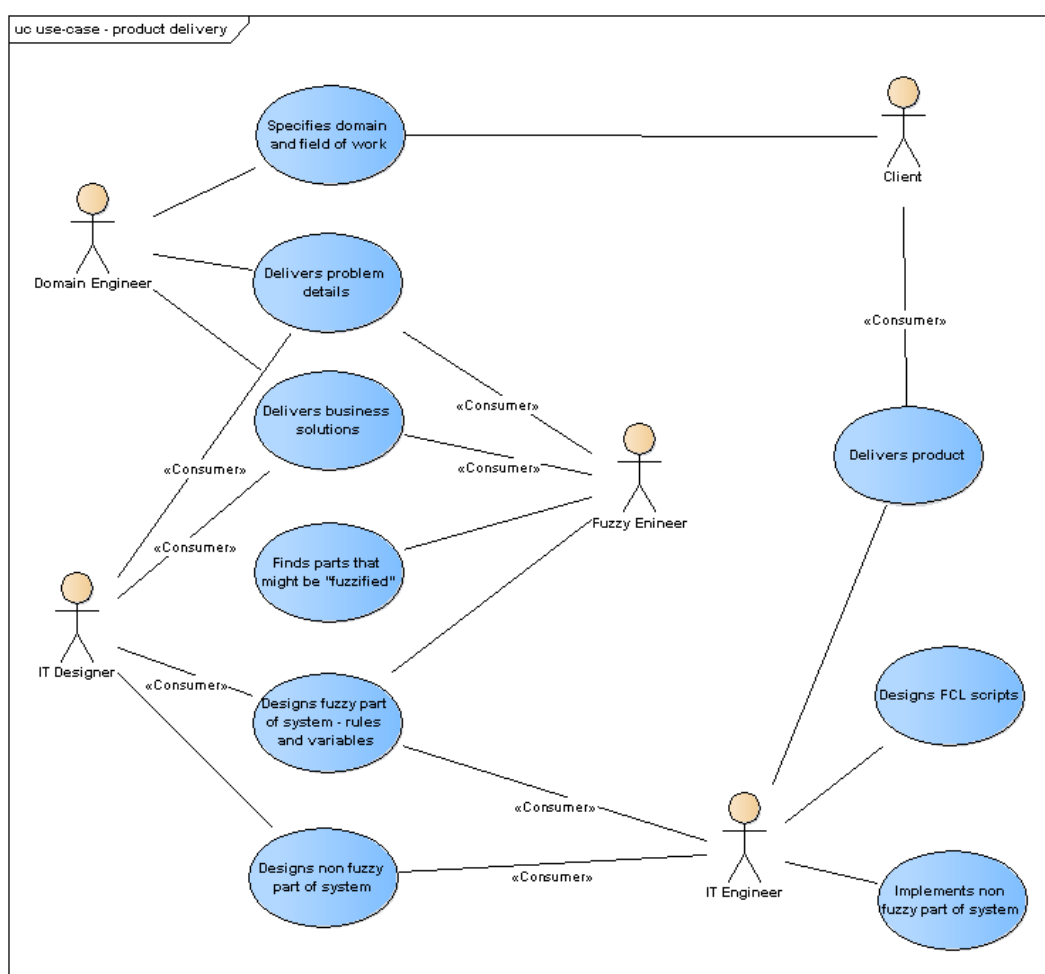 uc use-case - product delivery
Specifies domain
and field of work
Client
Domain Engineer
Delivers problem
details
«Consumer»
Delivers business
solutions
«Consumer»
«Consumer»
«Consumer»
Delivers product
Fuzzy Enineer
«Consumer»
Finds parts that
might be "fuzzified"
IT Designer
«Consumer»
Designs fuzzy part
of system - rules
and variables
Designs FCL scripts
«Consumer»
Designs non fuzzy
part of system
«Consumer»
IT Engineer
Implements non
fuzzy part of system